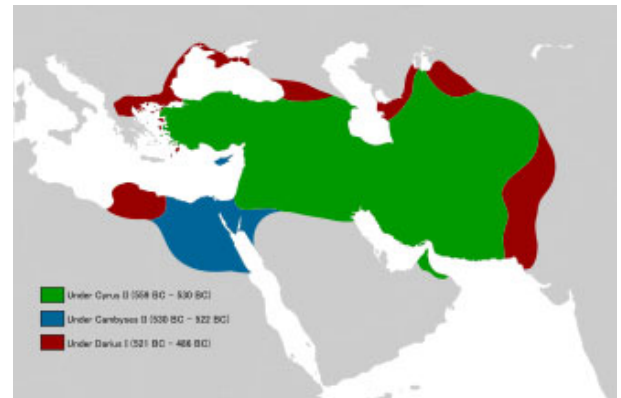 Under Cyrus II (559 BC - 530 BC)
Under Cambyses II (530 BC - 522 BC)
Under Darius I (521 BC - 486 BC)